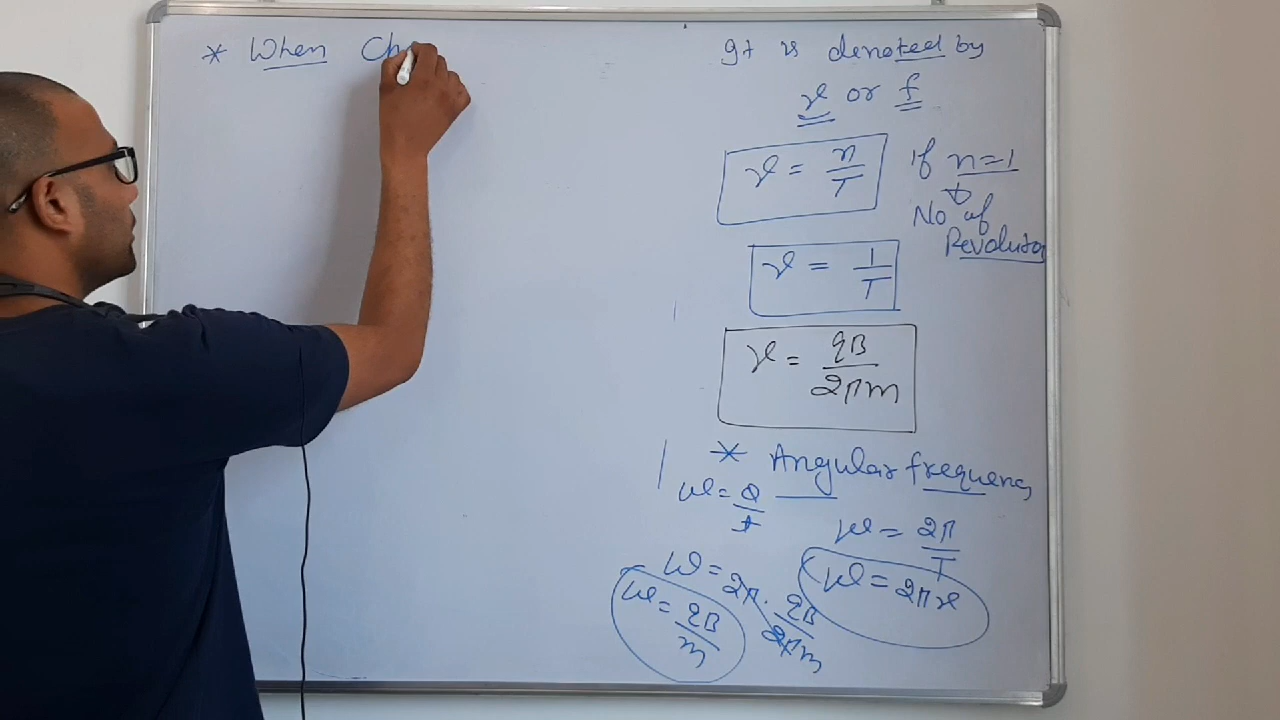 * When Ch
It is denoted by
ν or f
ν = n/T
If n=1
No of
Revolution
ν = 1/T
ν = qB/2πm
* Angular frequency
ω = θ/t
ω = 2π/T
ω = 2πν
ω = 2π. qB/2πm
ω = qB/m